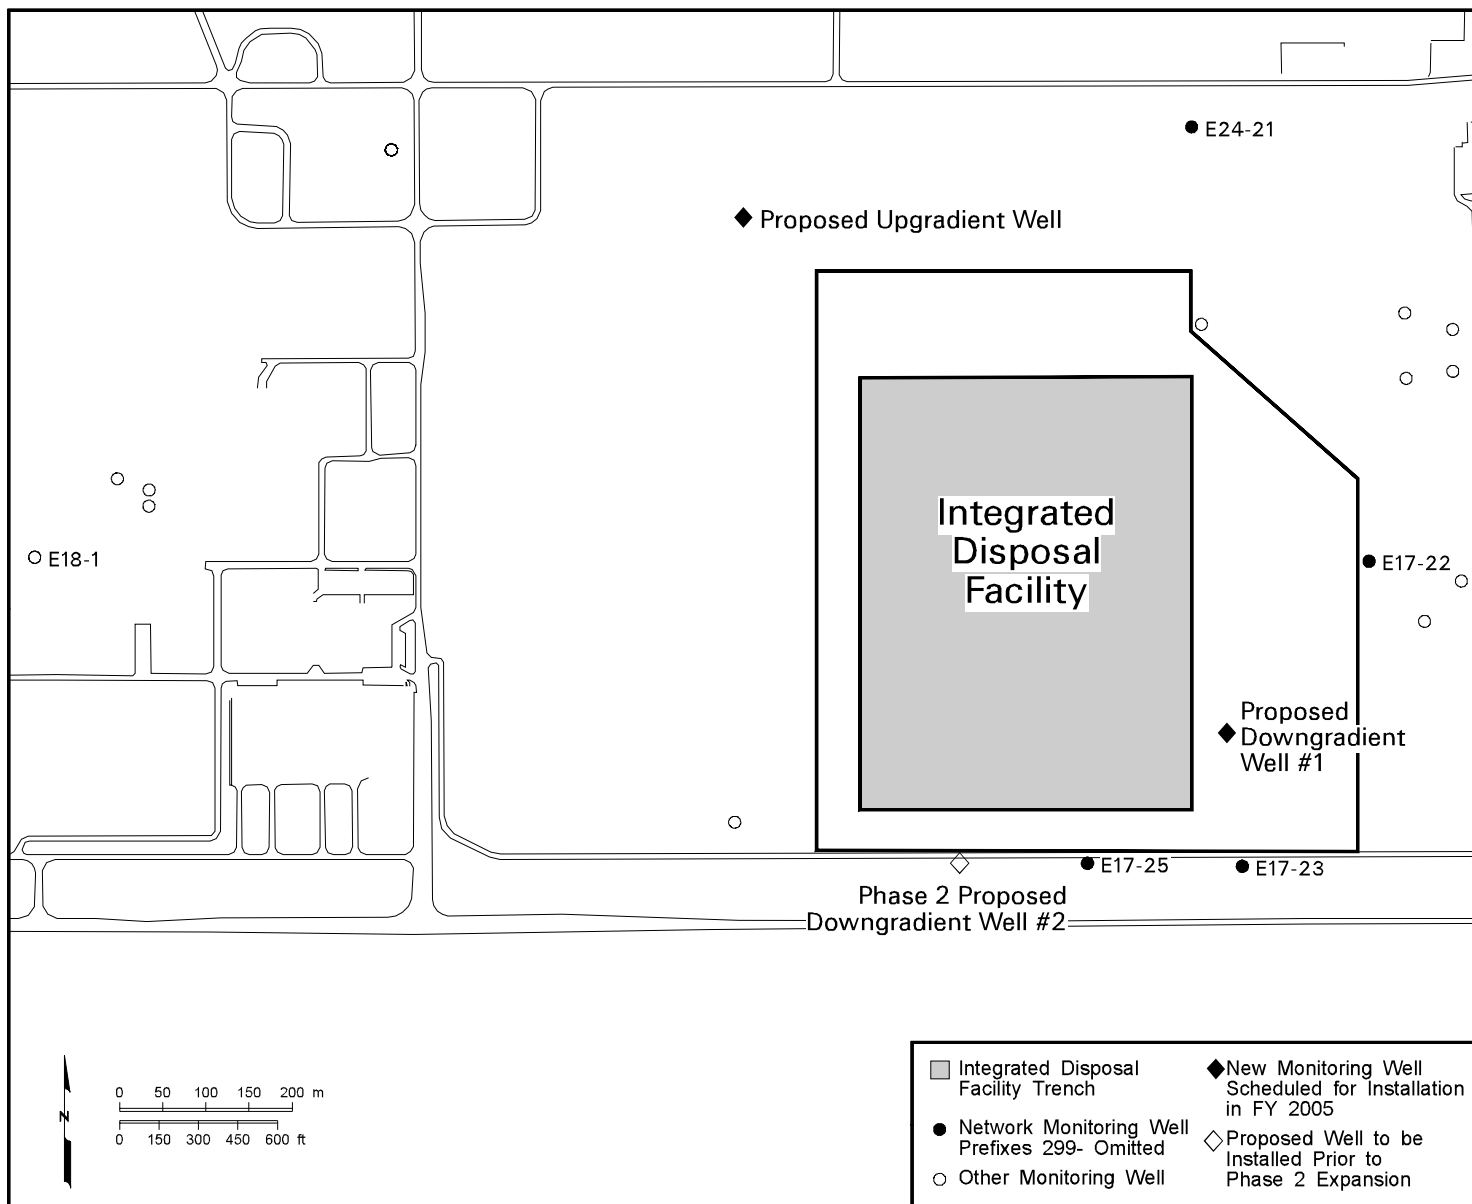 E24-21
Proposed Upgradient Well
Integrated
Disposal
Facility
E18-1
E17-22
Proposed
Downgradient
Well #1
E17-25
E17-23
Phase 2 Proposed
Downgradient Well #2
N
0 50 100 150 200 m
0 150 300 450 600 ft
Integrated Disposal
Facility Trench
Network Monitoring Well
Prefixes 299- Omitted
Other Monitoring Well
New Monitoring Well
Scheduled for Installation
in FY 2005
Proposed Well to be
Installed Prior to
Phase 2 Expansion